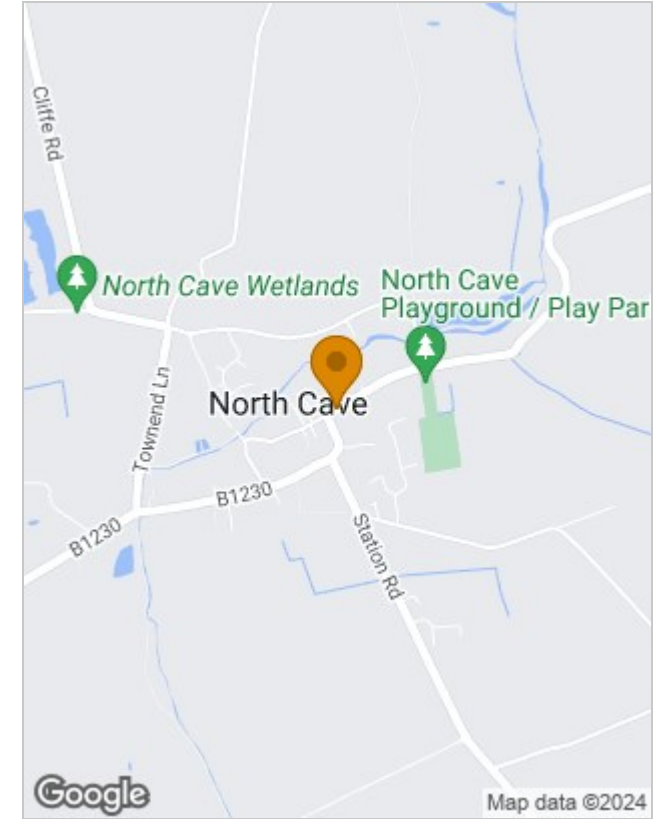 Cliffe Rd
North Cave Wetlands
North Cave
Playground / Play Par
Townend Ln
North Cave
B1230
B1230
Station Rd
Google
Map data ©2024